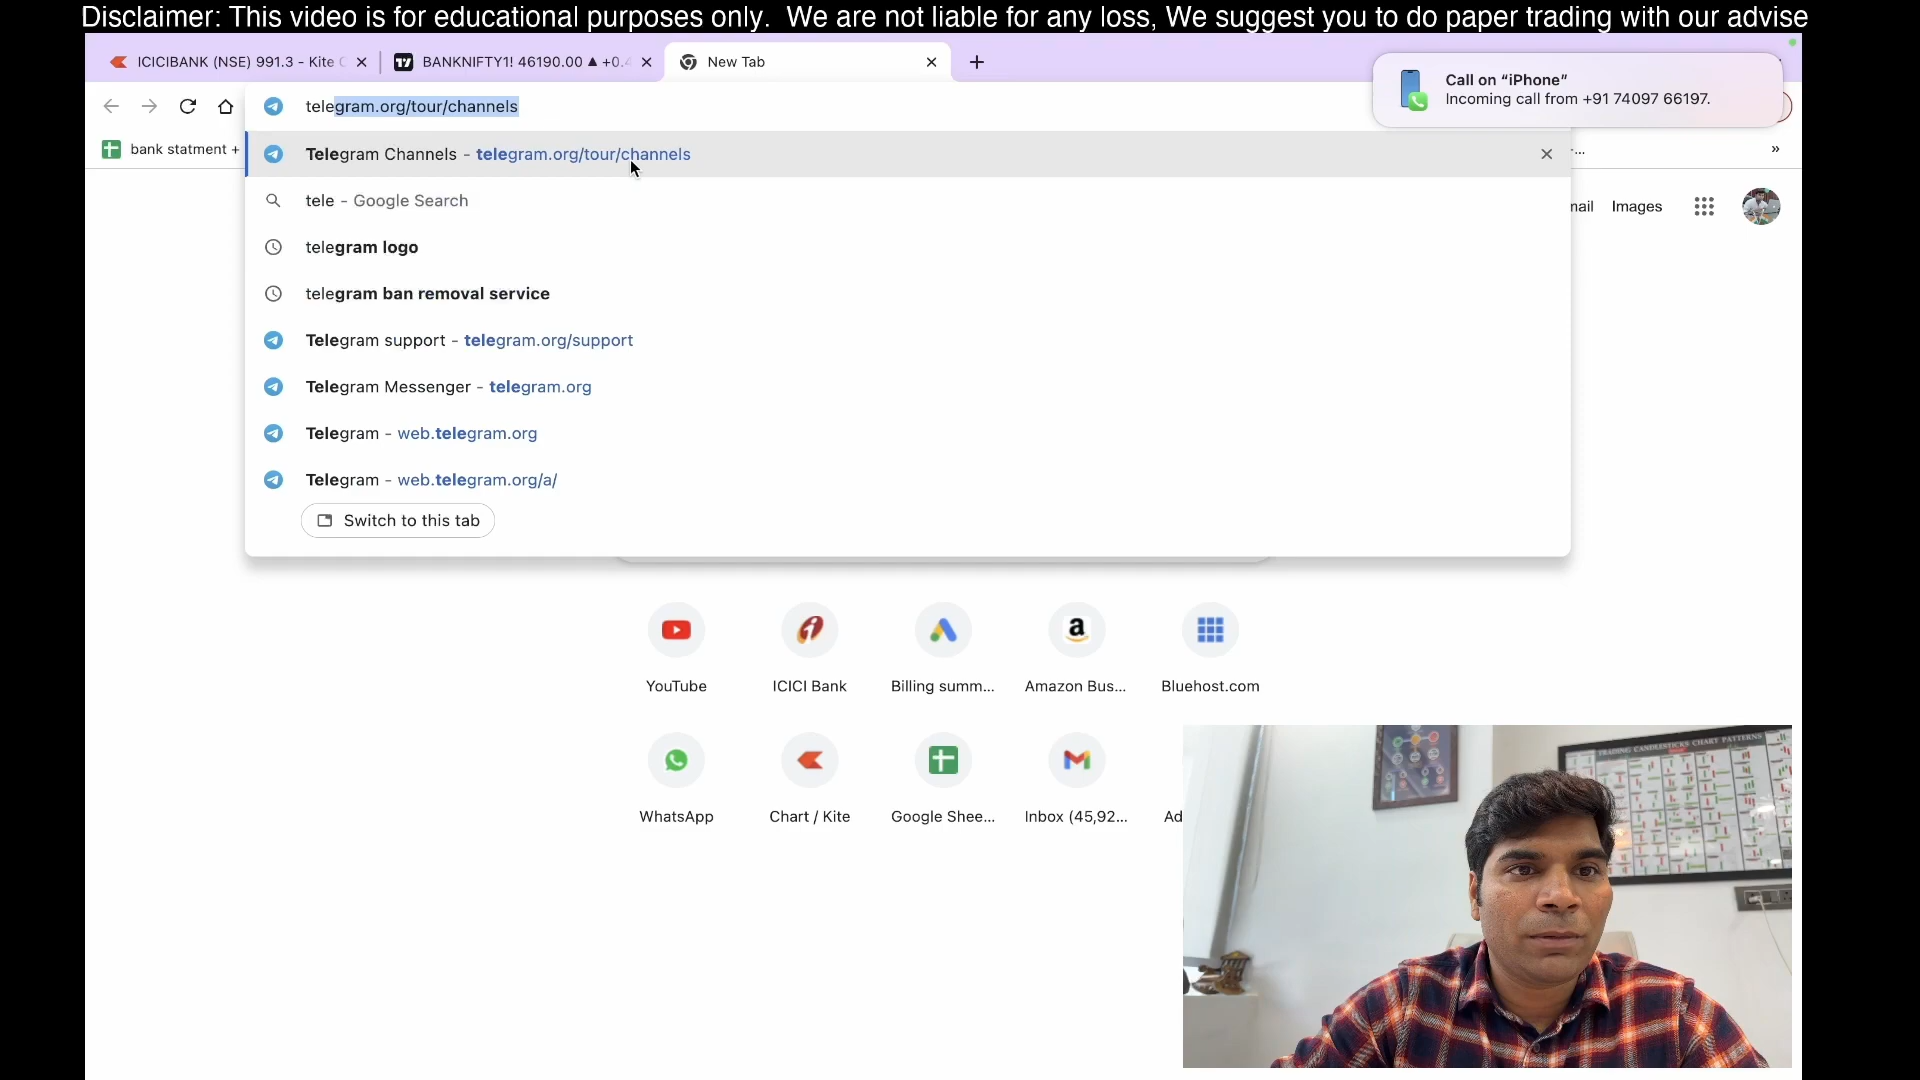 Disclaimer: This video is for educational purposes only.  We are not liable for any loss, We suggest you to do paper trading with our advise
ICICIBANK (NSE) 991.3 - Kite
BANKNIFTY1! 46190.00 ▲ +0.4
New Tab
Call on “iPhone”
Incoming call from +91 74097 66197.
telegram.org/tour/channels
bank statment +
Telegram Channels - telegram.org/tour/channels
tele - Google Search
Images
telegram logo
telegram ban removal service
Telegram support - telegram.org/support
Telegram Messenger - telegram.org
Telegram - web.telegram.org
Telegram - web.telegram.org/a/
Switch to this tab
YouTube
ICICI Bank
Billing summ...
Amazon Bus...
Bluehost.com
WhatsApp
Chart / Kite
Google Shee...
Inbox (45,92...
Ad
TRADING CANDLESTICKS CHART PATTERNS